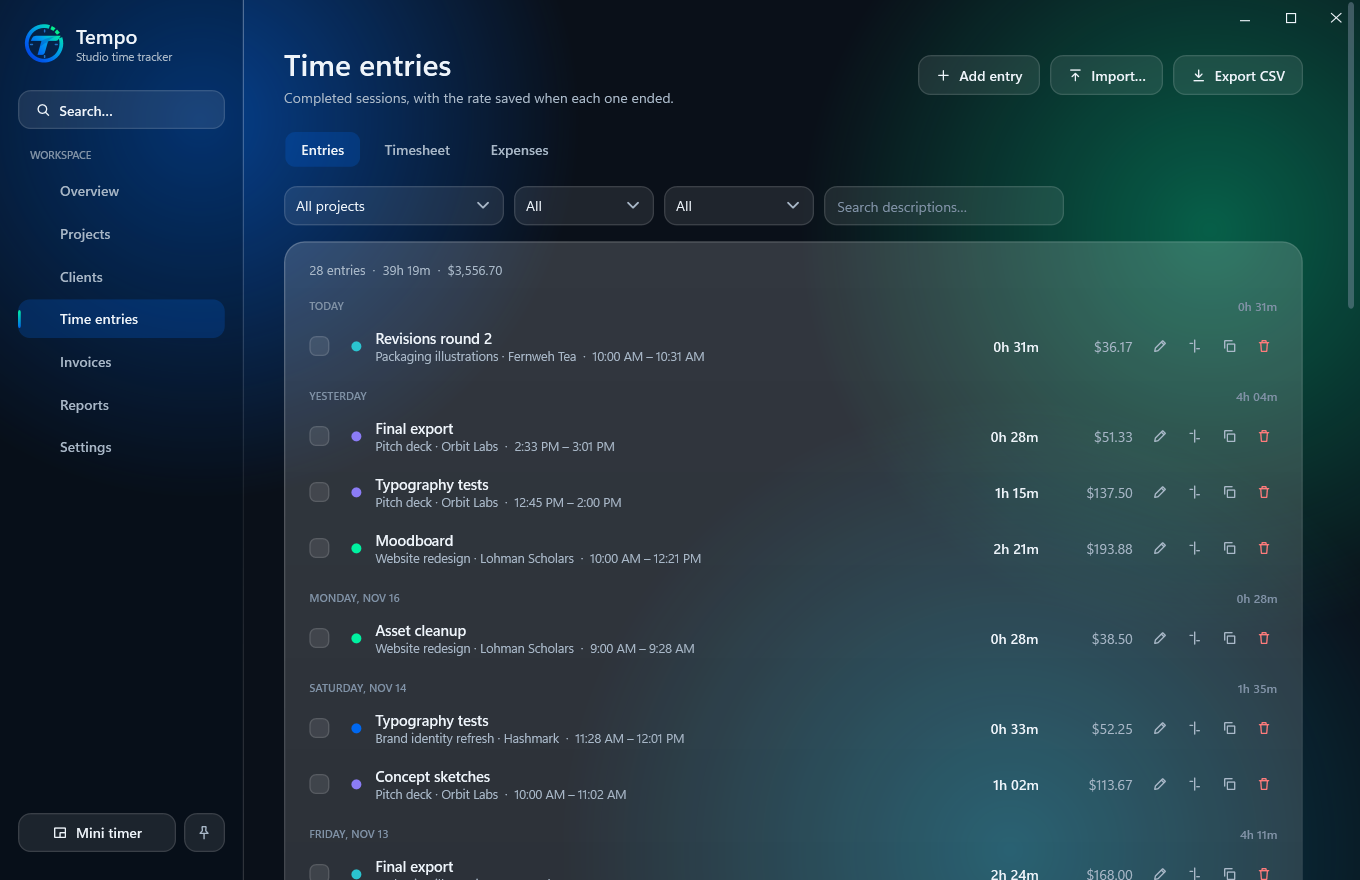 Tempo
Studio time tracker
Search...
WORKSPACE
Overview
Projects
Clients
Time entries
Invoices
Reports
Settings
Mini timer
Time entries
Completed sessions, with the rate saved when each one ended.
Add entry
Import...
Export CSV
Entries Timesheet Expenses
All projects All All Search descriptions...
28 entries · 39h 19m · $3,556.70
TODAY 0h 31m
Revisions round 2
Packaging illustrations · Fernweh Tea · 10:00 AM – 10:31 AM
0h 31m $36.17
YESTERDAY 4h 04m
Final export
Pitch deck · Orbit Labs · 2:33 PM – 3:01 PM
0h 28m $51.33
Typography tests
Pitch deck · Orbit Labs · 12:45 PM – 2:00 PM
1h 15m $137.50
Moodboard
Website redesign · Lohman Scholars · 10:00 AM – 12:21 PM
2h 21m $193.88
MONDAY, NOV 16 0h 28m
Asset cleanup
Website redesign · Lohman Scholars · 9:00 AM – 9:28 AM
0h 28m $38.50
SATURDAY, NOV 14 1h 35m
Typography tests
Brand identity refresh · Hashmark · 11:28 AM – 12:01 PM
0h 33m $52.25
Concept sketches
Pitch deck · Orbit Labs · 10:00 AM – 11:02 AM
1h 02m $113.67
FRIDAY, NOV 13 4h 11m
Final export
2h 24m $168.00